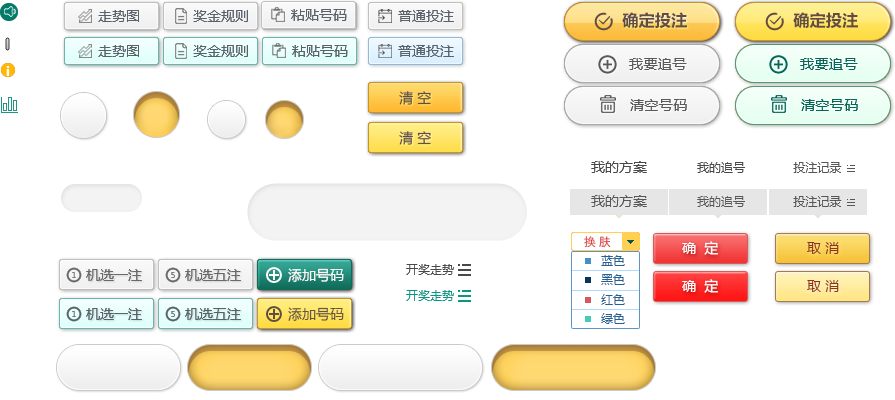 走势图 奖金规则 粘贴号码 普通投注
走势图 奖金规则 粘贴号码 普通投注
确定投注 确定投注
我要追号 我要追号
清空号码 清空号码
清 空
清 空
我的方案 我的追号 投注记录
我的方案 我的追号 投注记录
换 肤
蓝色
黑色
红色
绿色
确 定 取 消
确 定 取 消
1 机选一注 5 机选五注 添加号码
1 机选一注 5 机选五注 添加号码
开奖走势
开奖走势